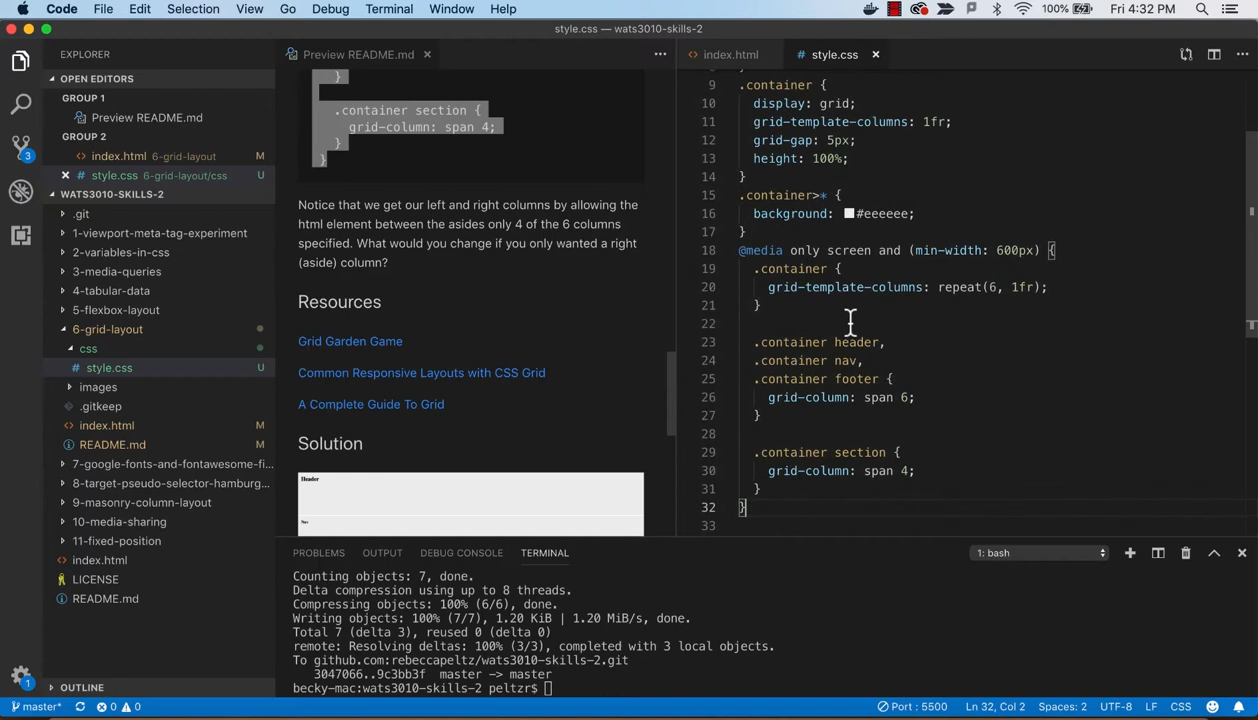 Code File Edit Selection View Go Debug Terminal Window Help 100% Fri 4:32 PM
style.css — wats3010-skills-2
EXPLORER
OPEN EDITORS
GROUP 1
Preview README.md
GROUP 2
index.html 6-grid-layout M
# style.css 6-grid-layout/css U
WATS3010-SKILLS-2
.git
1-viewport-meta-tag-experiment
2-variables-in-css
3-media-queries
4-tabular-data
5-flexbox-layout
6-grid-layout
css
# style.css U
images
.gitkeep
index.html M
README.md M
7-google-fonts-and-fontawesome-fi...
8-target-pseudo-selector-hamburg...
9-masonry-column-layout
10-media-sharing
11-fixed-position
index.html
LICENSE
README.md
OUTLINE
3
1
Preview README.md
}
.container section {
grid-column: span 4;
}
}
Notice that we get our left and right columns by allowing the
html element between the asides only 4 of the 6 columns
specified. What would you change if you only wanted a right
(aside) column?
Resources
Grid Garden Game
Common Responsive Layouts with CSS Grid
A Complete Guide To Grid
Solution
Header
Nav
index.html
# style.css
9 .container {
10 display: grid;
11 grid-template-columns: 1fr;
12 grid-gap: 5px;
13 height: 100%;
14 }
15 .container>* {
16 background: #eeeeee;
17 }
18 @media only screen and (min-width: 600px) {
19 .container {
20 grid-template-columns: repeat(6, 1fr);
21 }
22
23 .container header,
24 .container nav,
25 .container footer {
26 grid-column: span 6;
27 }
28
29 .container section {
30 grid-column: span 4;
31 }
32 }
33
PROBLEMS OUTPUT DEBUG CONSOLE TERMINAL 1: bash
Counting objects: 7, done.
Delta compression using up to 8 threads.
Compressing objects: 100% (6/6), done.
Writing objects: 100% (7/7), 1.20 KiB | 1.20 MiB/s, done.
Total 7 (delta 3), reused 0 (delta 0)
remote: Resolving deltas: 100% (3/3), completed with 3 local objects.
To github.com:rebeccapeltz/wats3010-skills-2.git
3047066..9c3bb3f master -> master
becky-mac:wats3010-skills-2 peltzr$
master* 0 0 Port : 5500 Ln 32, Col 2 Spaces: 2 UTF-8 LF CSS